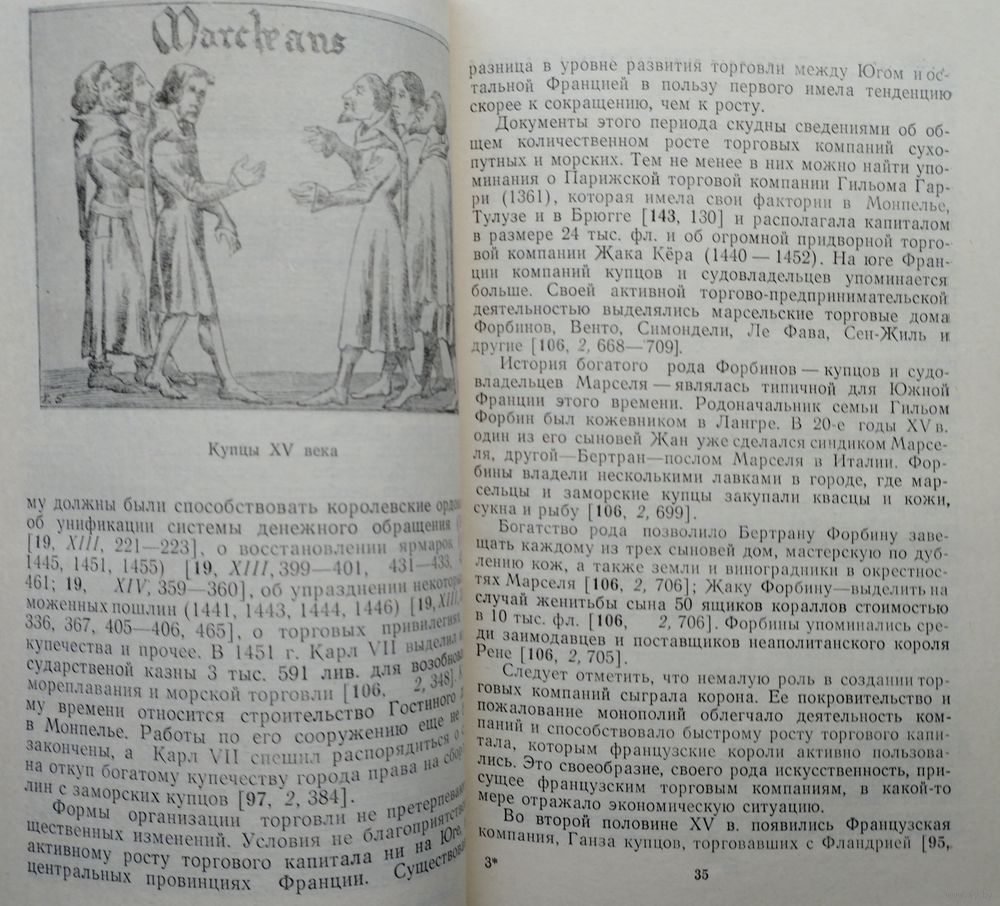 Marcheans
Купцы XV века
му должны были способствовать королевские
об унификации системы денежного обращения
[19, XIII, 221—223], о восстановлении ярмарок
1445, 1451, 1455) [19, XIII, 399—401, 431—433,
461; 19, XIV, 359—360], об упразднении
моженных пошлин (1441, 1443, 1444, 1446) [19, XIII,
336, 367, 405—406, 465], о торговых привилегиях
купечества и прочее. В 1451 г. Карл VII выделил
сударственой казны 3 тыс. 591 лив. для
мореплавания и морской торговли [106, 2, 348].
му времени относится строительство Гостиного
в Монпелье. Работы по его сооружению еще не
закончены, а Карл VII спешил распорядиться о
на откуп богатому купечеству города права на сбор
лин с заморских купцов [97, 2, 384].
Формы организации торговли не претерпевают
щественных изменений. Условия не
активному росту торгового капитала ни на Юге,
центральных провинциях Франции.
разница в уровне развития торговли между Югом и ос-
тальной Францией в пользу первого имела тенденцию
скорее к сокращению, чем к росту.
Документы этого периода скудны сведениями об об-
щем количественном росте торговых компаний сухо-
путных и морских. Тем не менее в них можно найти упо-
минания о Парижской торговой компании Гильома Гар-
ри (1361), которая имела свои фактории в Монпелье,
Тулузе и в Брюгге [143, 130] и располагала капиталом
в размере 24 тыс. фл. и об огромной придворной торго-
вой компании Жака Кёра (1440 — 1452). На юге Фран-
ции компаний купцов и судовладельцев упоминается
больше. Своей активной торгово-предпринимательской
деятельностью выделялись марсельские торговые дома
Форбинов, Венто, Симондели, Ле Фава, Сен-Жиль и
другие [106, 2, 668—709].
История богатого рода Форбинов — купцов и судо-
владельцев Марселя — являлась типичной для Южной
Франции этого времени. Родоначальник семьи Гильом
Форбин был кожевником в Лангре. В 20-е годы XV в.
один из его сыновей Жан уже сделался синдиком Марсе-
ля, другой—Бертран—послом Марселя в Италии. Фор-
бины владели несколькими лавками в городе, где мар-
сельцы и заморские купцы закупали квасцы и кожи,
сукна и рыбу [106, 2, 699].
Богатство рода позволило Бертрану Форбину заве-
щать каждому из трех сыновей дом, мастерскую по дуб-
лению кож, а также земли и виноградники в окрестнос-
тях Марселя [106, 2, 706]; Жаку Форбину—выделить на
случай женитьбы сына 50 ящиков кораллов стоимостью
в 10 тыс. фл. [106, 2, 706]. Форбины упоминались сре-
ди заимодавцев и поставщиков неаполитанского короля
Рене [106, 2, 705].
Следует отметить, что немалую роль в создании тор-
говых компаний сыграла корона. Ее покровительство и
пожалование монополий облегчало деятельность ком-
паний и способствовало быстрому росту торгового капи-
тала, которым французские короли активно пользова-
лись. Это своеобразие, своего рода искусственность, при-
сущее французским торговым компаниям, в какой-то
мере отражало экономическую ситуацию.
Во второй половине XV в. появились Французская
компания, Ганза купцов, торговавших с Фландрией [95,
3*
35